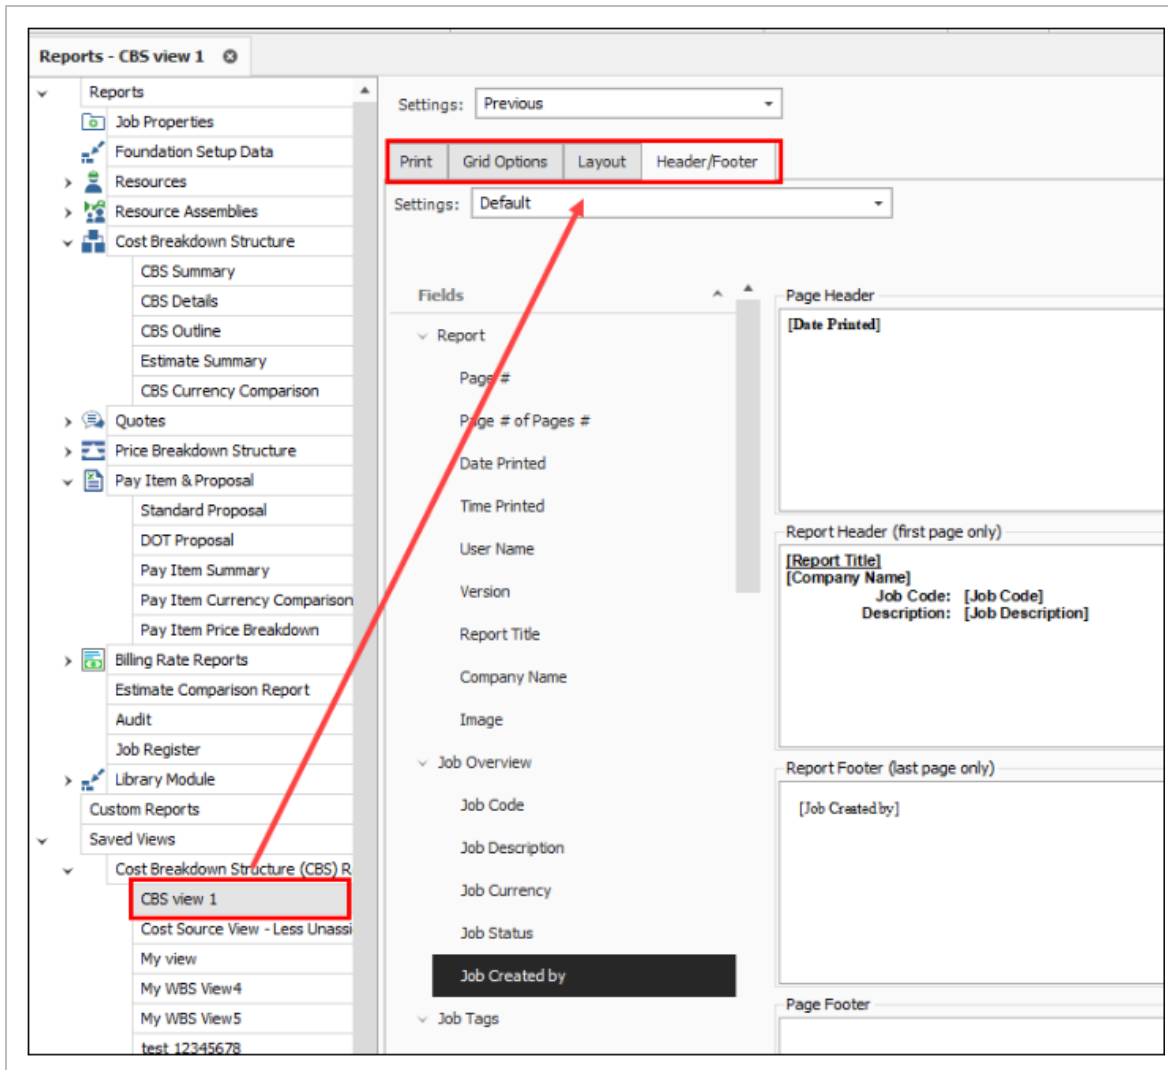 Reports - CBS view 1
Reports
Job Properties
Foundation Setup Data
Resources
Resource Assemblies
Cost Breakdown Structure
CBS Summary
CBS Details
CBS Outline
Estimate Summary
CBS Currency Comparison
Quotes
Price Breakdown Structure
Pay Item & Proposal
Standard Proposal
DOT Proposal
Pay Item Summary
Pay Item Currency Comparison
Pay Item Price Breakdown
Billing Rate Reports
Estimate Comparison Report
Audit
Job Register
Library Module
Custom Reports
Saved Views
Cost Breakdown Structure (CBS) R
CBS view 1
Cost Source View - Less Unassi
My view
My WBS View4
My WBS View5
test 12345678
Settings: Previous
Print Grid Options Layout Header/Footer
Settings: Default
Fields
Report
Page #
Page # of Pages #
Date Printed
Time Printed
User Name
Version
Report Title
Company Name
Image
Job Overview
Job Code
Job Description
Job Currency
Job Status
Job Created by
Job Tags
Page Header
[Date Printed]
Report Header (first page only)
[Report Title]
[Company Name]
Job Code: [Job Code]
Description: [Job Description]
Report Footer (last page only)
[Job Created by]
Page Footer